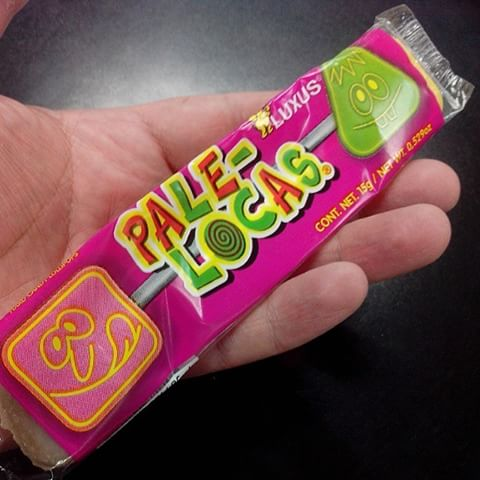 LUXUS
PALE-
LOCAS®
CONT. NET. 15g / NET WT. 0.529oz